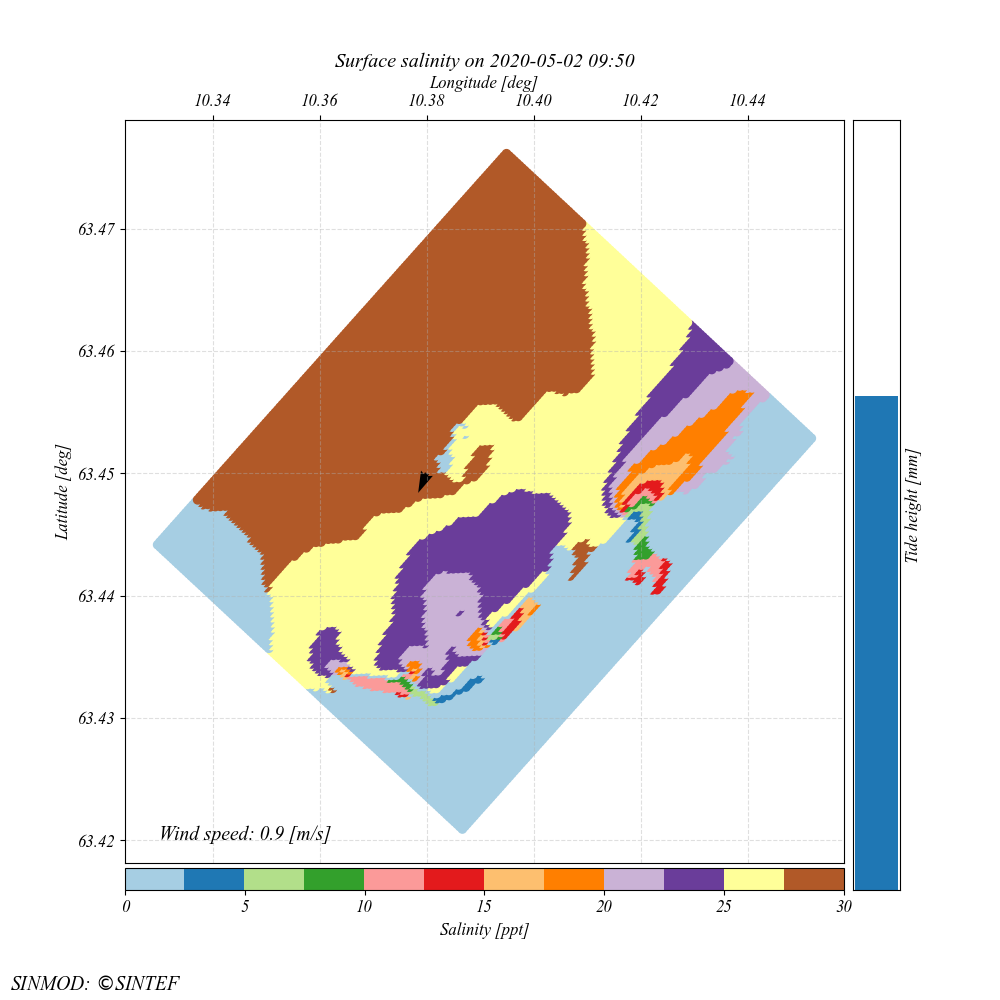 Surface salinity on 2020-05-02 09:50
Longitude [deg]
10.34 10.36 10.38 10.40 10.42 10.44
63.47
63.46
63.45
63.44
63.43
63.42
Latitude [deg]
Tide height [mm]
Wind speed: 0.9 [m/s]
0 5 10 15 20 25 30
Salinity [ppt]
SINMOD: ©SINTEF